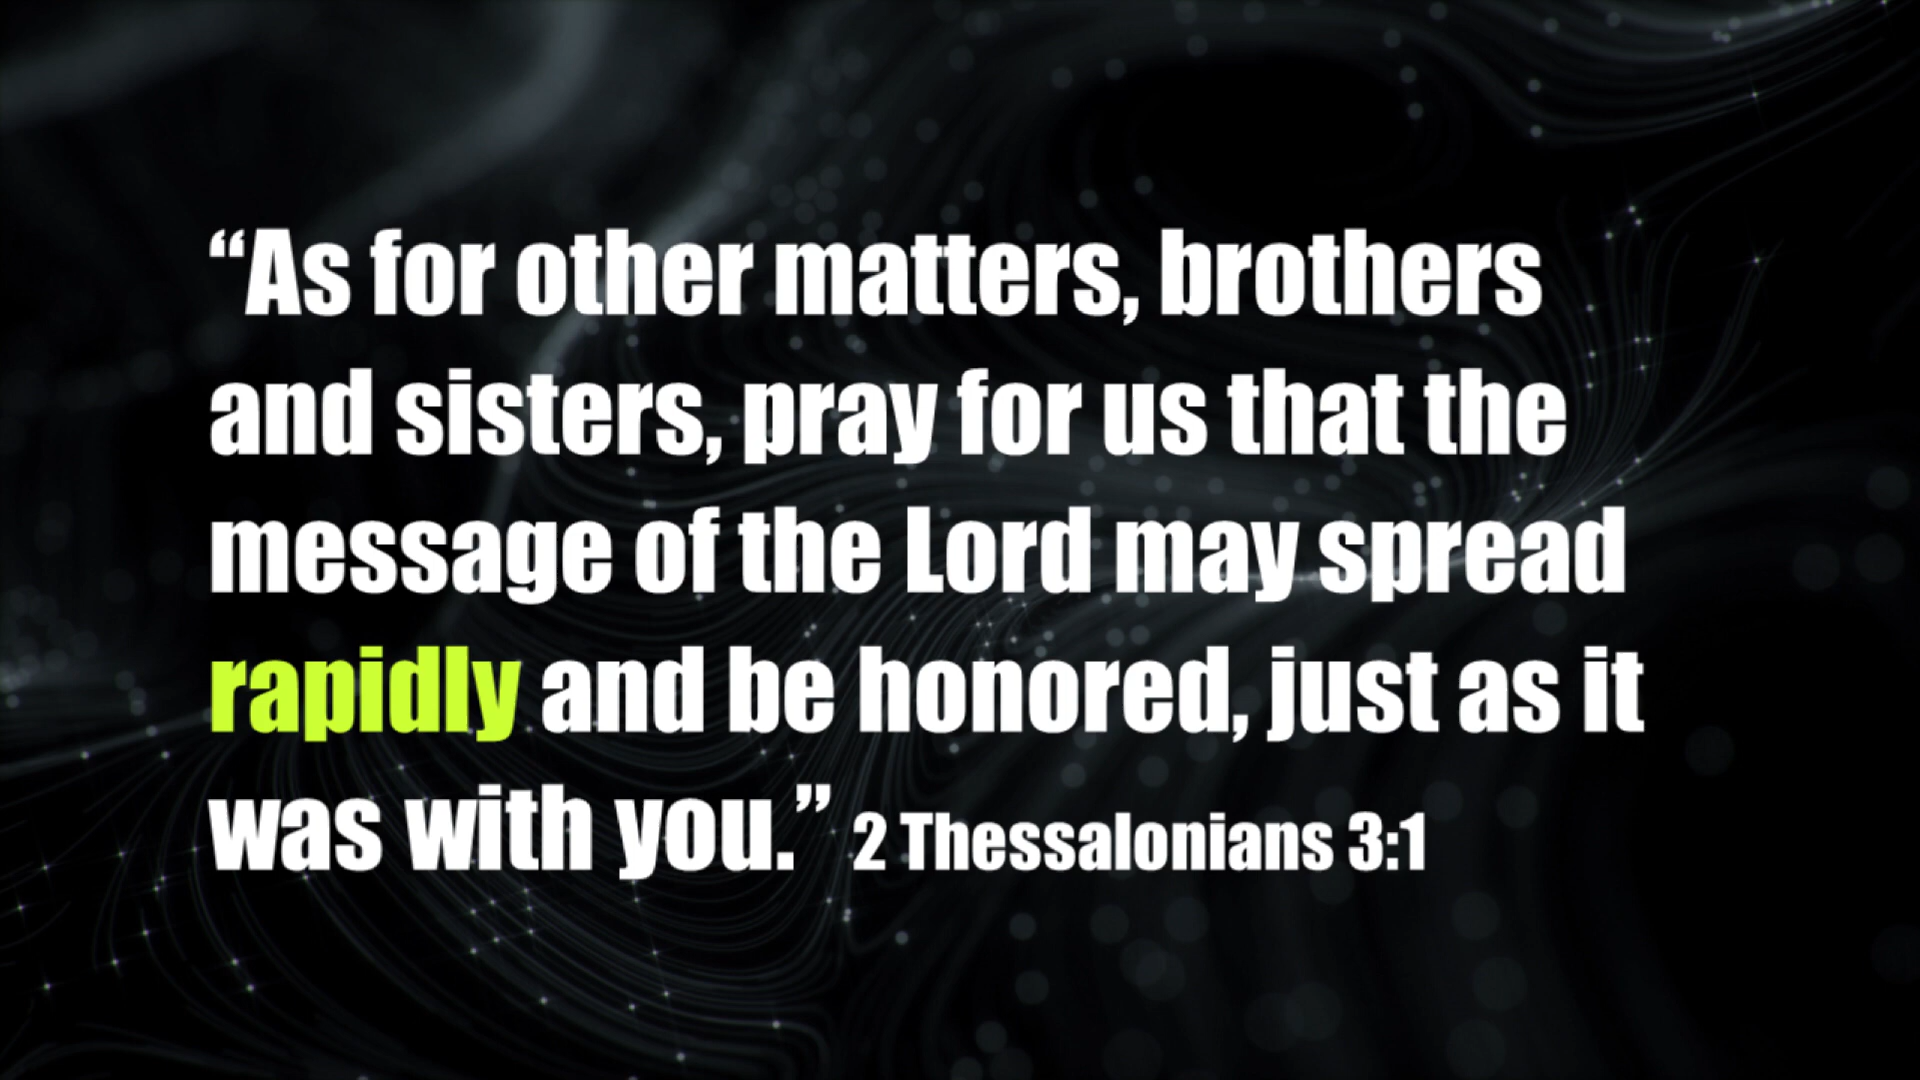 “As for other matters, brothers
and sisters, pray for us that the
message of the Lord may spread
rapidly and be honored, just as it
was with you.” 2 Thessalonians 3:1